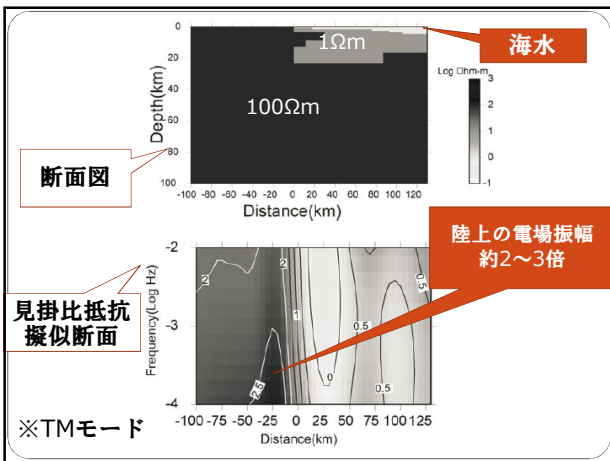 0
20
40
60
80
100
Depth(km)
1Ωm
100Ωm
-100 -80 -60 -40 -20 0 20 40 60 80 100 120
Distance(km)
海水
Log Ohm-m
3
2
1
0
-1
断面図
陸上の電場振幅
約2～3倍
見掛比抵抗
擬似断面
-2
-3
-4
Frequency(Log Hz)
2
2
1
0.5
0.5
0
0.5
2.5
-100 -75 -50 -25 0 25 50 75 100 125
Distance(km)
※TMモード